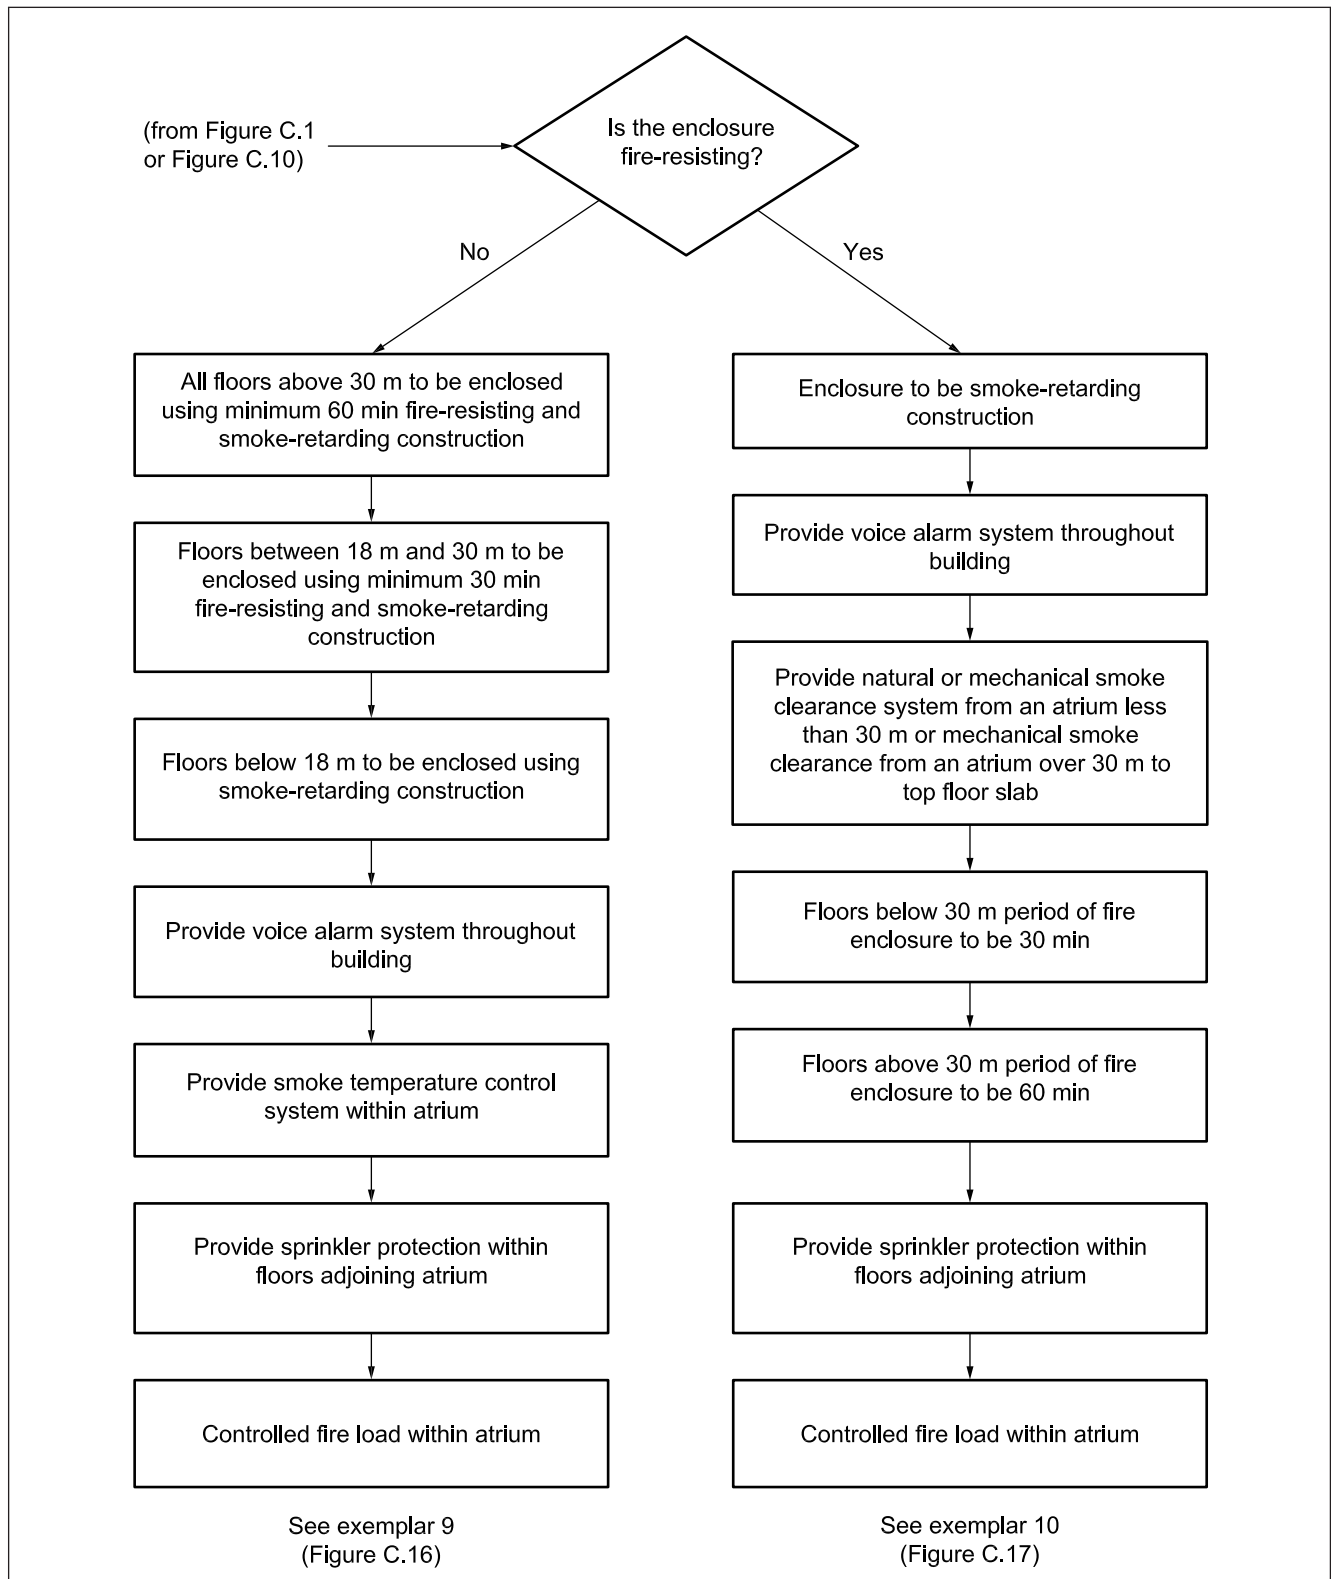 (from Figure C.1
or Figure C.10)
Is the enclosure
fire-resisting?
No
Yes
All floors above 30 m to be enclosed
using minimum 60 min fire-resisting and
smoke-retarding construction
Floors between 18 m and 30 m to be
enclosed using minimum 30 min
fire-resisting and smoke-retarding
construction
Floors below 18 m to be enclosed using
smoke-retarding construction
Provide voice alarm system throughout
building
Provide smoke temperature control
system within atrium
Provide sprinkler protection within
floors adjoining atrium
Controlled fire load within atrium
See exemplar 9
(Figure C.16)
Enclosure to be smoke-retarding
construction
Provide voice alarm system throughout
building
Provide natural or mechanical smoke
clearance system from an atrium less
than 30 m or mechanical smoke
clearance from an atrium over 30 m to
top floor slab
Floors below 30 m period of fire
enclosure to be 30 min
Floors above 30 m period of fire
enclosure to be 60 min
Provide sprinkler protection within
floors adjoining atrium
Controlled fire load within atrium
See exemplar 10
(Figure C.17)